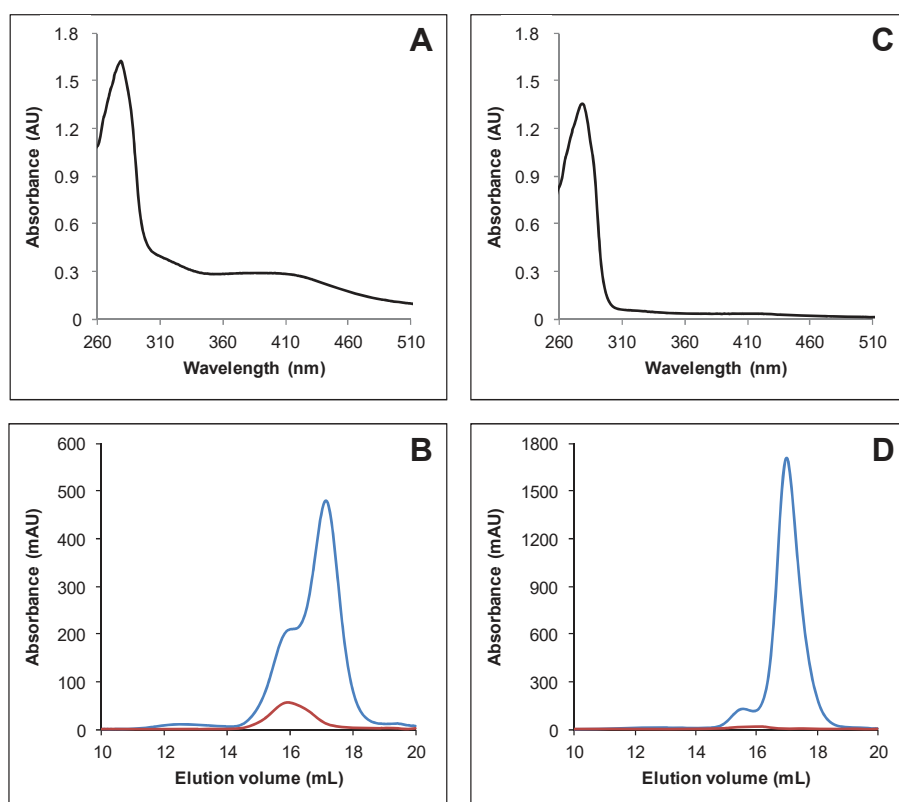 A
Absorbance (AU)
1.8
1.5
1.2
0.9
0.6
0.3
0
260 310 360 410 460 510
Wavelength (nm)
C
Absorbance (AU)
1.8
1.5
1.2
0.9
0.6
0.3
0
260 310 360 410 460 510
Wavelength (nm)
B
Absorbance (mAU)
600
500
400
300
200
100
0
10 12 14 16 18 20
Elution volume (mL)
D
Absorbance (mAU)
1800
1500
1200
900
600
300
0
10 12 14 16 18 20
Elution volume (mL)